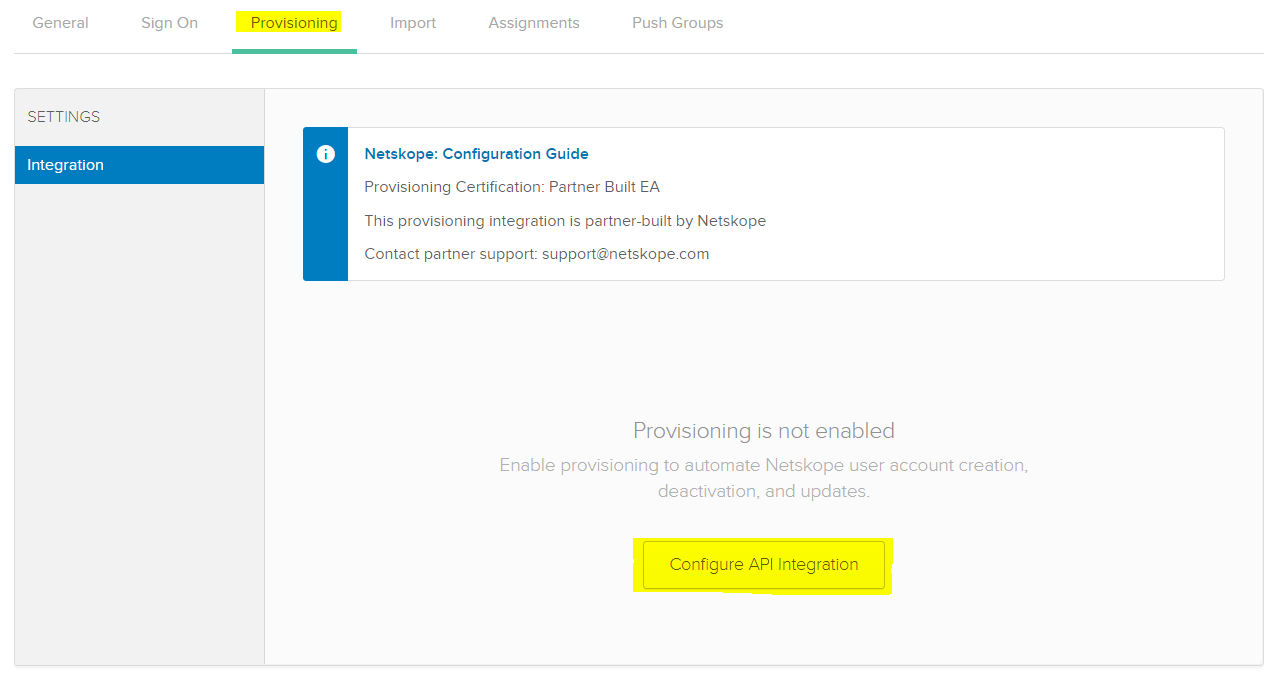 General Sign On Provisioning Import Assignments Push Groups
SETTINGS
Integration
Netskope: Configuration Guide
Provisioning Certification: Partner Built EA
This provisioning integration is partner-built by Netskope
Contact partner support: support@netskope.com
Provisioning is not enabled
Enable provisioning to automate Netskope user account creation,
deactivation, and updates.
Configure API Integration